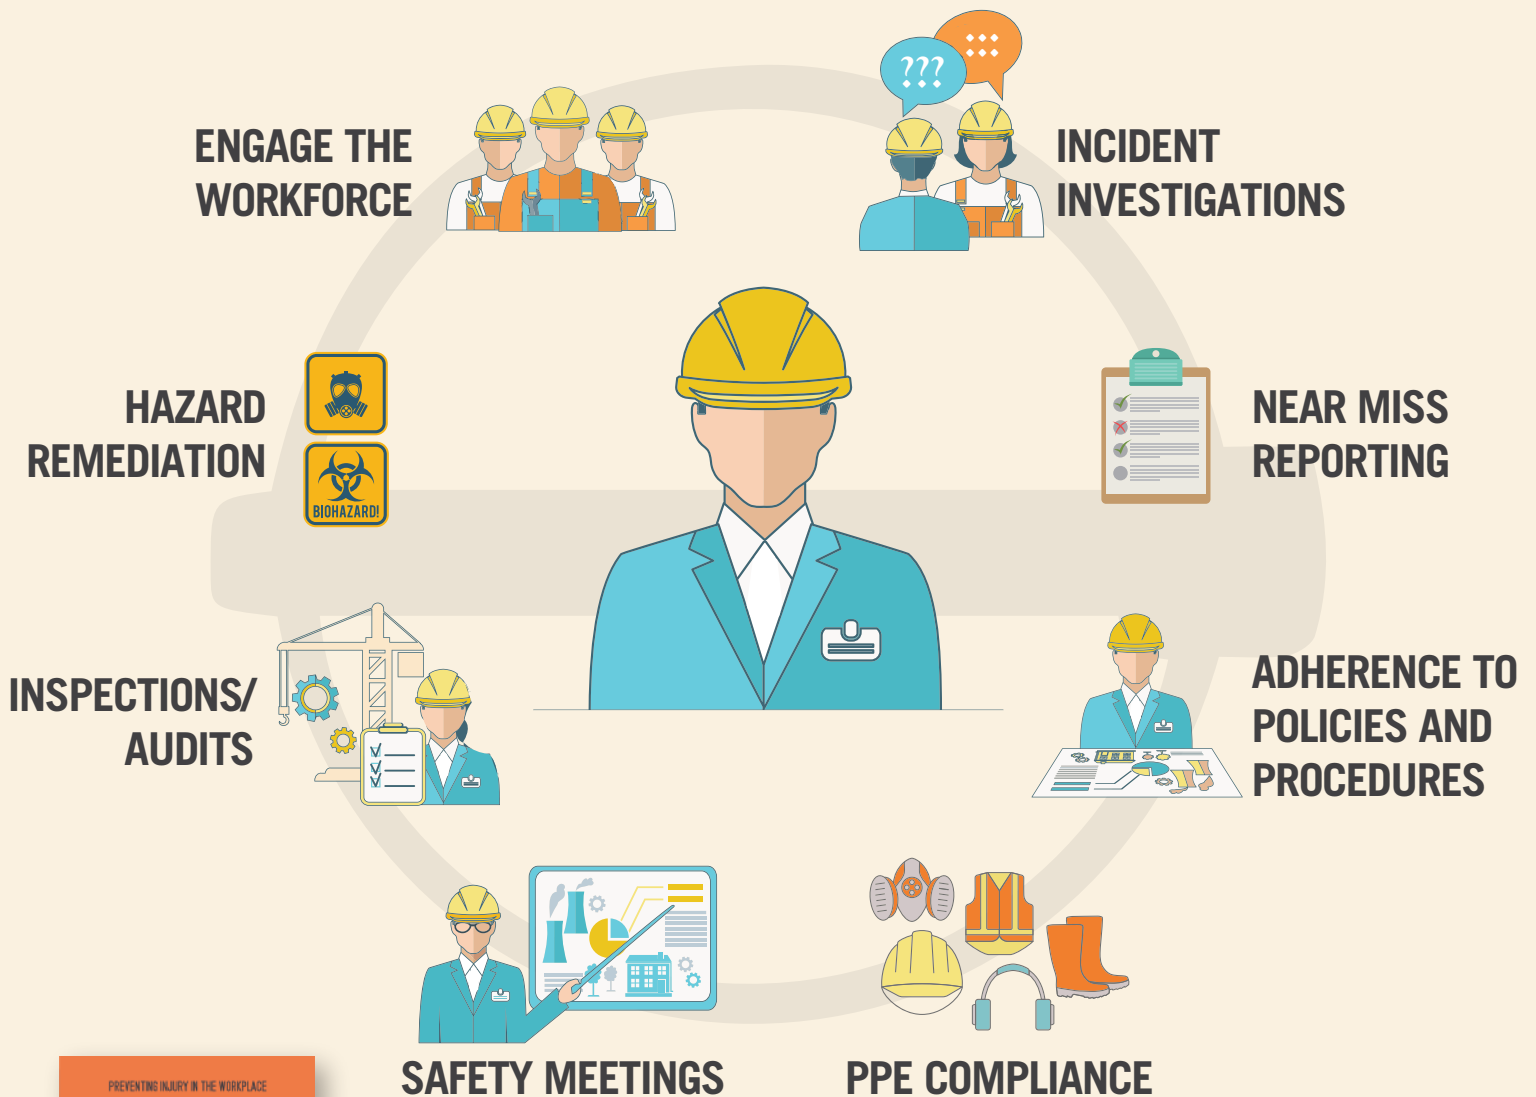 ???
ENGAGE THE
WORKFORCE
INCIDENT
INVESTIGATIONS
HAZARD
REMEDIATION
BIOHAZARD!
NEAR MISS
REPORTING
INSPECTIONS/
AUDITS
ADHERENCE TO
POLICIES AND
PROCEDURES
SAFETY MEETINGS
PPE COMPLIANCE
PREVENTING INJURY IN THE WORKPLACE